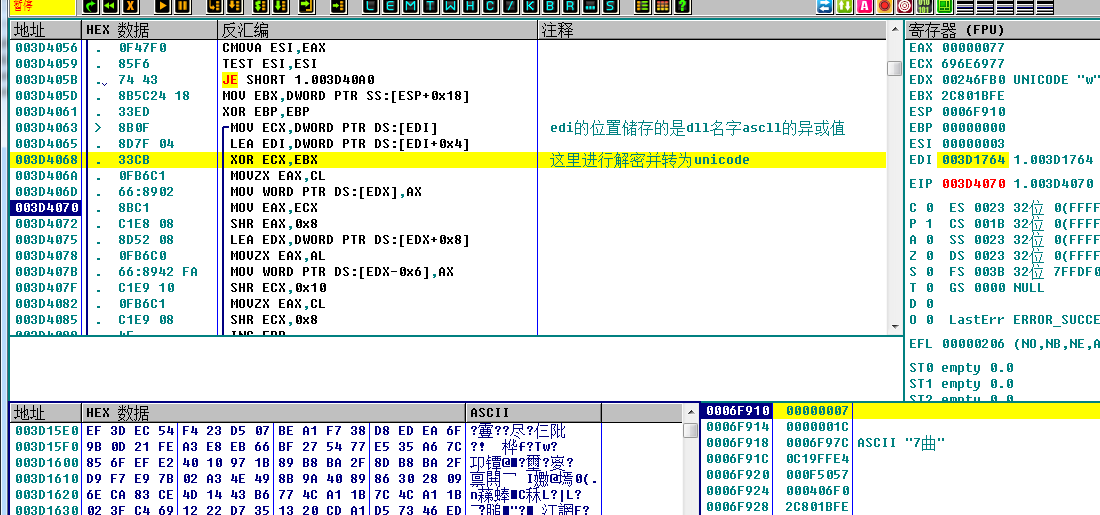 暂停
L E M T W H C / K B R ... S
地址 HEX 数据 反汇编 注释
003D4056 . 0F47F0 CMOVA ESI,EAX
003D4059 . 85F6 TEST ESI,ESI
003D405B . 74 43 JE SHORT 1.003D40A0
003D405D . 8B5C24 18 MOV EBX,DWORD PTR SS:[ESP+0x18]
003D4061 . 33ED XOR EBP,EBP
003D4063 > 8B0F MOV ECX,DWORD PTR DS:[EDI] edi的位置储存的是dll名字ascll的异或值
003D4065 . 8D7F 04 LEA EDI,DWORD PTR DS:[EDI+0x4]
003D4068 . 33CB XOR ECX,EBX 这里进行解密并转为unicode
003D406A . 0FB6C1 MOVZX EAX,CL
003D406D . 66:8902 MOV WORD PTR DS:[EDX],AX
003D4070 . 8BC1 MOV EAX,ECX
003D4072 . C1E8 08 SHR EAX,0x8
003D4075 . 8D52 08 LEA EDX,DWORD PTR DS:[EDX+0x8]
003D4078 . 0FB6C0 MOVZX EAX,AL
003D407B . 66:8942 FA MOV WORD PTR DS:[EDX-0x6],AX
003D407F . C1E9 10 SHR ECX,0x10
003D4082 . 0FB6C1 MOVZX EAX,CL
003D4085 . C1E9 08 SHR ECX,0x8
寄存器 (FPU)
EAX 00000077
ECX 696E6977
EDX 00246FB0 UNICODE "w"
EBX 2C801BFE
ESP 0006F910
EBP 00000000
ESI 00000003
EDI 003D1764 1.003D1764
EIP 003D4070 1.003D4070
C 0 ES 0023 32位 0(FFFF
P 1 CS 001B 32位 0(FFFF
A 0 SS 0023 32位 0(FFFF
Z 0 DS 0023 32位 0(FFFF
S 0 FS 003B 32位 7FFDF0
T 0 GS 0000 NULL
D 0
O 0 LastErr ERROR_SUCCE
EFL 00000206 (NO,NB,NE,A
ST0 empty 0.0
ST1 empty 0.0
ST2 empty 0.0
地址 HEX 数据 ASCII
003D15E0 EF 3D EC 54 F4 23 D5 07 BE A1 F7 38 D8 ED EA 6F
003D15F0 9B 0D 21 FE A3 E8 EB 66 BF 27 54 77 E5 35 A6 7C
003D1600 85 6F EF E2 40 10 97 1B 89 B8 BA 2F 8D B8 BA 2F
003D1610 D9 F7 E9 7B 02 A3 4E 49 8B 9A 40 89 86 30 28 09
003D1620 6E CA 83 CE 4D 14 43 B6 77 4C A1 1B 7C 4C A1 1B
003D1630 02 3F C4 69 12 22 D7 35 13 20 CD A1 D5 73 46 ED
0006F910 00000007
0006F914 0000001C
0006F918 0006F97C ASCII "7曲"
0006F91C 0C19FFE4
0006F920 000F5057
0006F924 000406F0
0006F928 2C801BFE